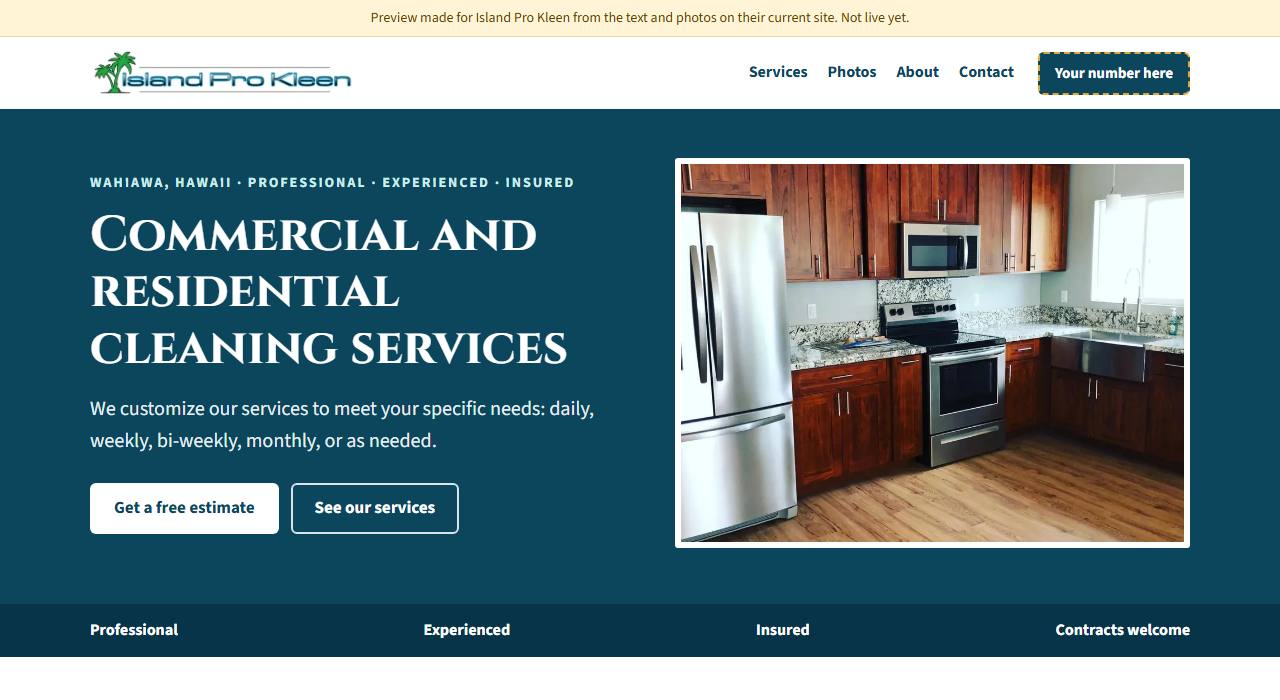 Preview made for Island Pro Kleen from the text and photos on their current site. Not live yet.
Island Pro Kleen
Services
Photos
About
Contact
Your number here
WAHIAWA, HAWAII · PROFESSIONAL · EXPERIENCED · INSURED
Commercial and
residential
cleaning services
We customize our services to meet your specific needs: daily,
weekly, bi-weekly, monthly, or as needed.
Get a free estimate
See our services
Professional
Experienced
Insured
Contracts welcome